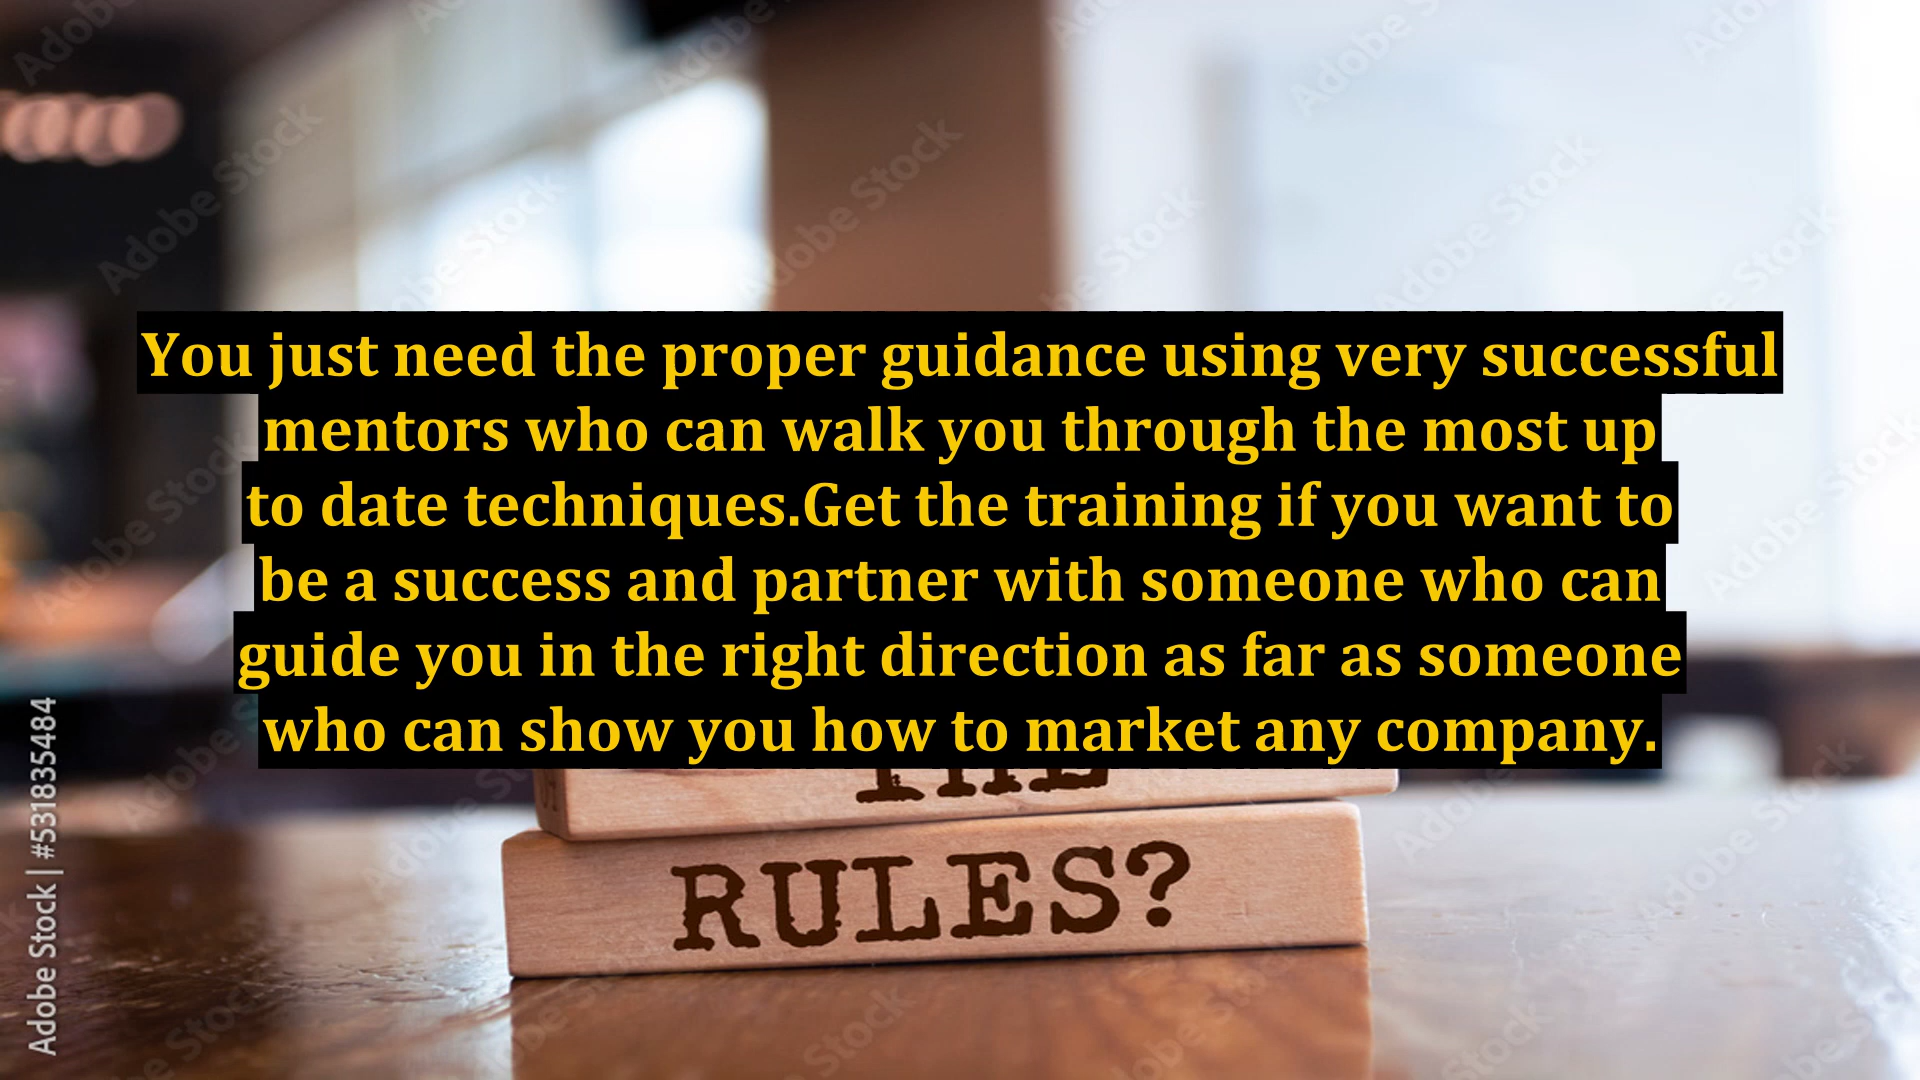 You just need the proper guidance using very successful
mentors who can walk you through the most up
to date techniques.Get the training if you want to
be a success and partner with someone who can
guide you in the right direction as far as someone
who can show you how to market any company.
THE
RULES?
Adobe Stock | #531835484
Adobe Stock